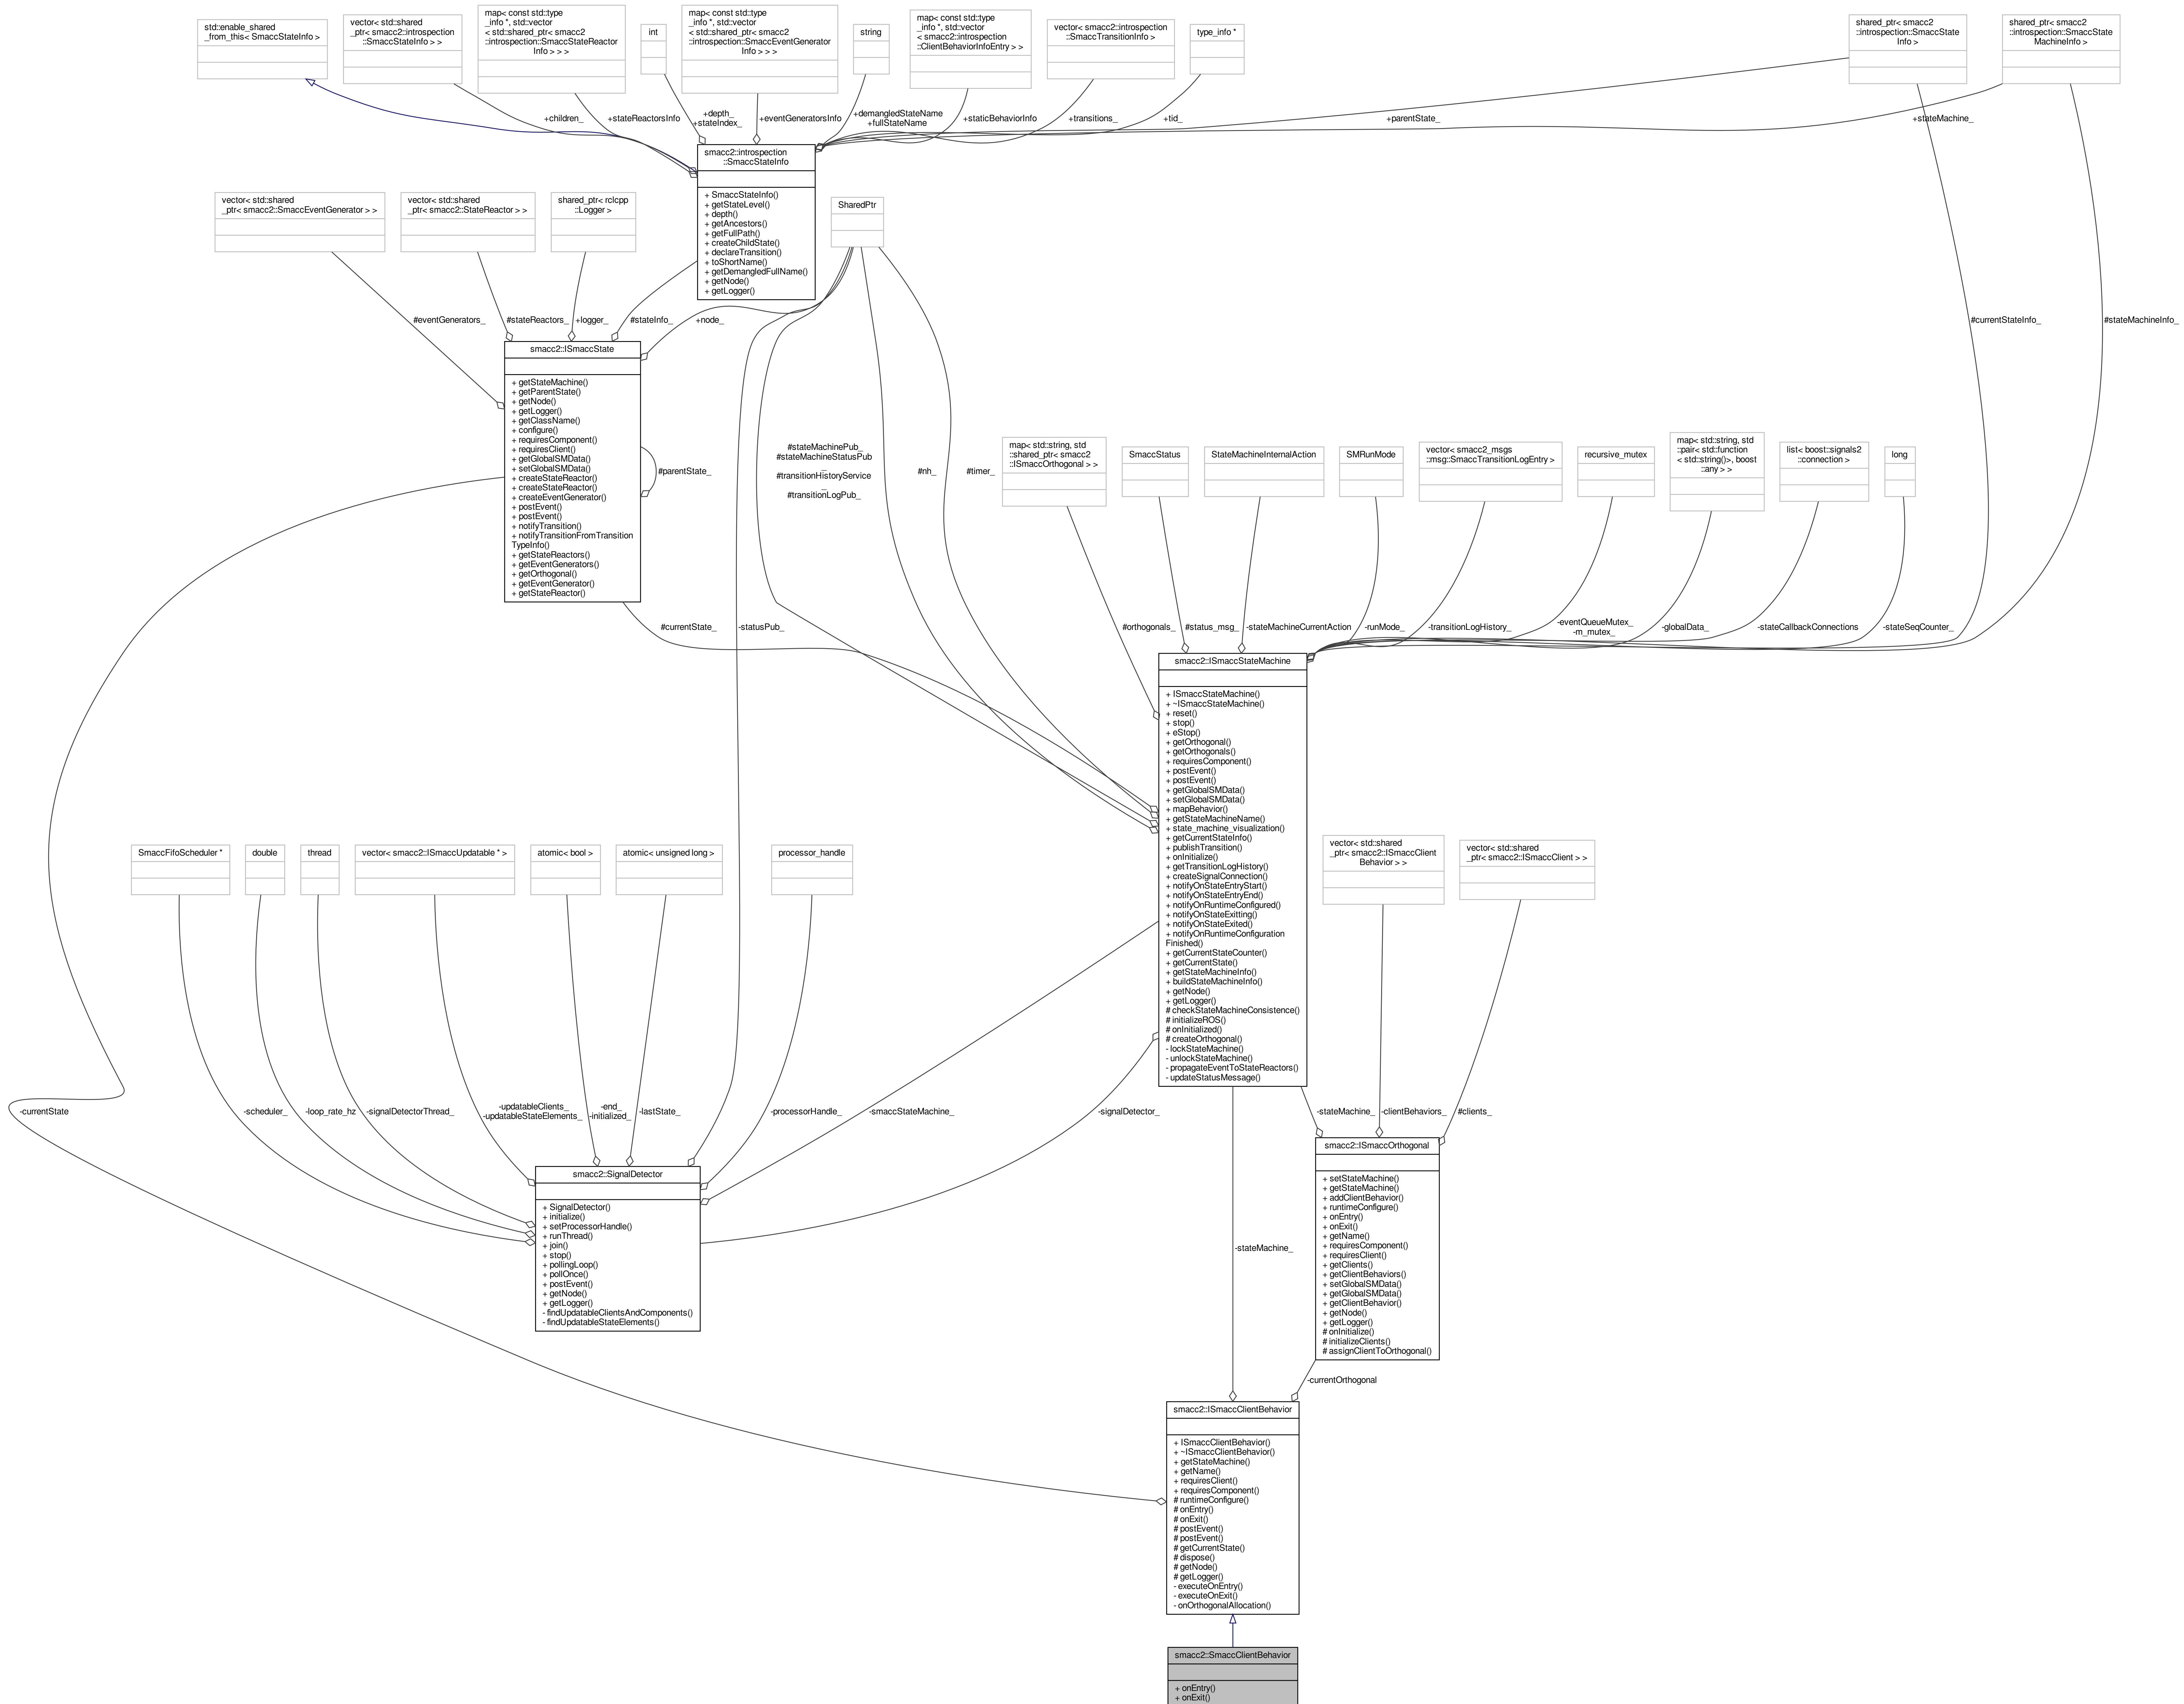 std::enable_shared
_from_this< SmaccStateInfo >
vector< std::shared
_ptr< smacc2::introspection
::SmaccStateInfo > >
map< const std::type
_info *, std::vector
< std::shared_ptr< smacc2
::introspection::SmaccStateReactor
Info > > >
int
map< const std::type
_info *, std::vector
< std::shared_ptr< smacc2
::introspection::SmaccEventGenerator
Info > > >
string
map< const std::type
_info *, std::vector
< smacc2::introspection
::ClientBehaviorInfoEntry > >
vector< smacc2::introspection
::SmaccTransitionInfo >
type_info *
shared_ptr< smacc2
::introspection::SmaccState
Info >
shared_ptr< smacc2
::introspection::SmaccState
MachineInfo >
+children_
+stateReactorsInfo
+depth_
+stateIndex_
+eventGeneratorsInfo
+demangledStateName
+fullStateName
+staticBehaviorInfo
+transitions_
+tid_
+parentState_
+stateMachine_
smacc2::introspection
::SmaccStateInfo
+ SmaccStateInfo()
+ getStateLevel()
+ depth()
+ getAncestors()
+ getFullPath()
+ createChildState()
+ declareTransition()
+ toShortName()
+ getDemangledFullName()
+ getNode()
+ getLogger()
vector< std::shared
_ptr< smacc2::SmaccEventGenerator > >
vector< std::shared
_ptr< smacc2::StateReactor > >
shared_ptr< rclcpp
::Logger >
SharedPtr
#eventGenerators_
#stateReactors_
+logger_
#stateInfo_
+node_
#currentStateInfo_
#stateMachineInfo_
smacc2::ISmaccState
+ getStateMachine()
+ getParentState()
+ getNode()
+ getLogger()
+ getClassName()
+ configure()
+ requiresComponent()
+ requiresClient()
+ getGlobalSMData()
+ setGlobalSMData()
+ createStateReactor()
+ createStateReactor()
+ createEventGenerator()
+ postEvent()
+ postEvent()
+ notifyTransition()
+ notifyTransitionFromTransition
TypeInfo()
+ getStateReactors()
+ getEventGenerators()
+ getOrthogonal()
+ getEventGenerator()
+ getStateReactor()
#parentState_
#stateMachinePub_
#stateMachineStatusPub
_
#transitionHistoryService
_
#transitionLogPub_
#nh_
#timer_
map< std::string, std
::shared_ptr< smacc2
::ISmaccOrthogonal > >
SmaccStatus
StateMachineInternalAction
SMRunMode
vector< smacc2_msgs
::msg::SmaccTransitionLogEntry >
recursive_mutex
map< std::string, std
::pair< std::function
< std::string()>, boost
::any > >
list< boost::signals2
::connection >
long
#currentState_
-statusPub_
#orthogonals_
#status_msg_
-stateMachineCurrentAction
-runMode_
-transitionLogHistory_
-eventQueueMutex_
-m_mutex_
-globalData_
-stateCallbackConnections
-stateSeqCounter_
smacc2::ISmaccStateMachine
+ ISmaccStateMachine()
+ ~ISmaccStateMachine()
+ reset()
+ stop()
+ eStop()
+ getOrthogonal()
+ getOrthogonals()
+ requiresComponent()
+ postEvent()
+ postEvent()
+ getGlobalSMData()
+ setGlobalSMData()
+ mapBehavior()
+ getStateMachineName()
+ state_machine_visualization()
+ getCurrentStateInfo()
+ publishTransition()
+ onInitialize()
+ getTransitionLogHistory()
+ createSignalConnection()
+ notifyOnStateEntryStart()
+ notifyOnStateEntryEnd()
+ notifyOnRuntimeConfigured()
+ notifyOnStateExitting()
+ notifyOnStateExited()
+ notifyOnRuntimeConfiguration
Finished()
+ getCurrentStateCounter()
+ getCurrentState()
+ getStateMachineInfo()
+ buildStateMachineInfo()
+ getNode()
+ getLogger()
# checkStateMachineConsistence()
# initializeROS()
# onInitialized()
# createOrthogonal()
- lockStateMachine()
- unlockStateMachine()
- propagateEventToStateReactors()
- updateStatusMessage()
SmaccFifoScheduler *
double
thread
vector< smacc2::ISmaccUpdatable * >
atomic< bool >
atomic< unsigned long >
processor_handle
vector< std::shared
_ptr< smacc2::ISmaccClient
Behavior > >
vector< std::shared
_ptr< smacc2::ISmaccClient > >
-currentState
-scheduler_
-loop_rate_hz
-signalDetectorThread_
-updatableClients_
-updatableStateElements_
-end_
-initialized_
-lastState_
-processorHandle_
-smaccStateMachine_
-signalDetector_
-stateMachine_
-clientBehaviors_
#clients_
smacc2::SignalDetector
+ SignalDetector()
+ initialize()
+ setProcessorHandle()
+ runThread()
+ join()
+ stop()
+ pollingLoop()
+ pollOnce()
+ postEvent()
+ getNode()
+ getLogger()
- findUpdatableClientsAndComponents()
- findUpdatableStateElements()
smacc2::ISmaccOrthogonal
+ setStateMachine()
+ getStateMachine()
+ addClientBehavior()
+ runtimeConfigure()
+ onEntry()
+ onExit()
+ getName()
+ requiresComponent()
+ requiresClient()
+ getClients()
+ getClientBehaviors()
+ setGlobalSMData()
+ getGlobalSMData()
+ getClientBehavior()
+ getNode()
+ getLogger()
# onInitialize()
# initializeClients()
# assignClientToOrthogonal()
-stateMachine_
-currentOrthogonal
smacc2::ISmaccClientBehavior
+ ISmaccClientBehavior()
+ ~ISmaccClientBehavior()
+ getStateMachine()
+ getName()
+ requiresClient()
+ requiresComponent()
# runtimeConfigure()
# onEntry()
# onExit()
# postEvent()
# postEvent()
# getCurrentState()
# dispose()
# getNode()
# getLogger()
- executeOnEntry()
- executeOnExit()
- onOrthogonalAllocation()
smacc2::SmaccClientBehavior
+ onEntry()
+ onExit()